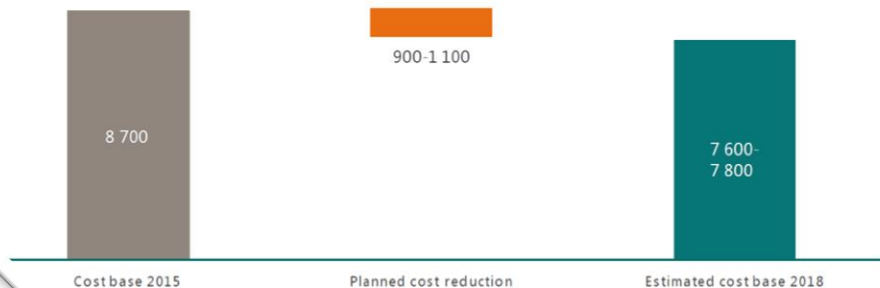 900-1 100
8 700
7 600-
7 800
Cost base 2015
Planned cost reduction
Estimated cost base 2018